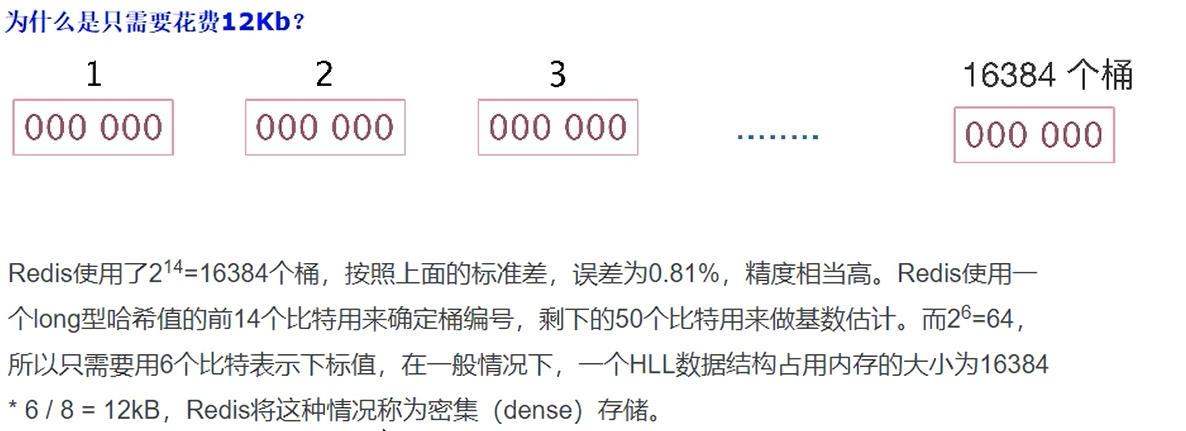 为什么是只需要花费12Kb？
1 2 3 16384 个桶
000 000 000 000 000 000 ........ 000 000
Redis使用了2¹⁴=16384个桶，按照上面的标准差，误差为0.81%，精度相当高。Redis使用一
个long型哈希值的前14个比特用来确定桶编号，剩下的50个比特用来做基数估计。而2⁶=64，
所以只需要用6个比特表示下标值，在一般情况下，一个HLL数据结构占用内存的大小为16384
* 6 / 8 = 12kB，Redis将这种情况称为密集（dense）存储。